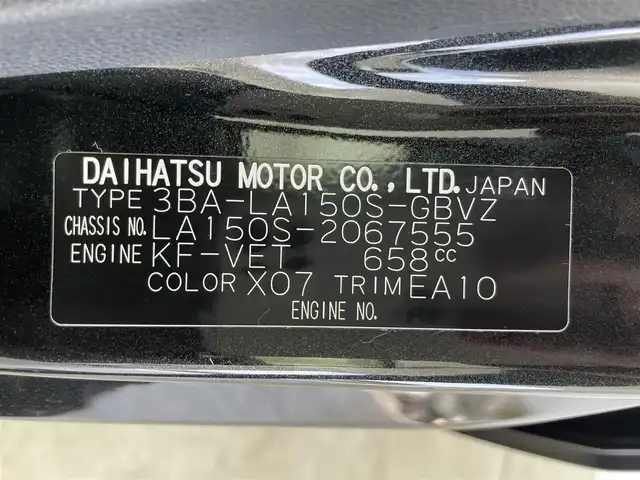 DAIHATSU MOTOR CO., LTD. JAPAN
TYPE 3BA-LA150S-GBVZ
CHASSIS NO. LA150S-2067555
ENGINE KF-VET 658cc
COLOR X07 TRIM EA10
ENGINE NO.